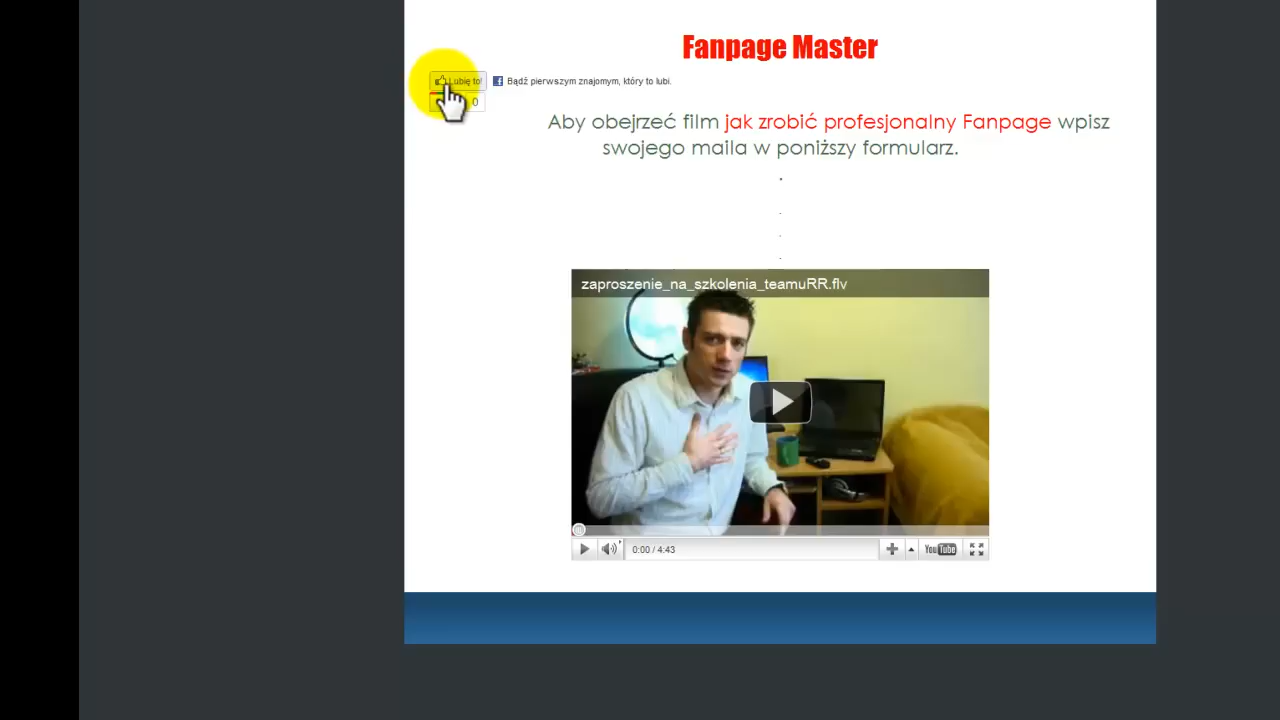 Fanpage Master
Lubię to! Bądź pierwszym znajomym, który to lubi.
0
Aby obejrzeć film jak zrobić profesjonalny Fanpage wpisz
swojego maila w poniższy formularz.
.
.
.
.
zaproszenie_na_szkolenia_teamuRR.flv
0:00 / 4:43
YouTube